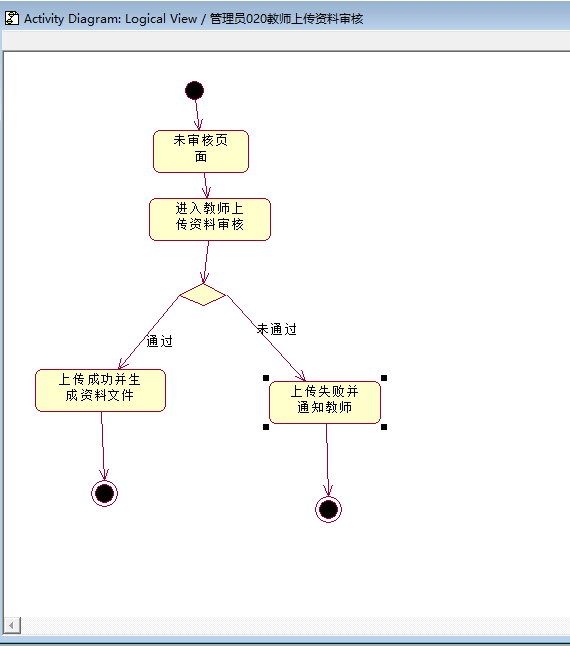 Activity Diagram: Logical View / 管理员020教师上传资料审核
未审核页
面
进入教师上
传资料审核
通过
未通过
上传成功并生
成资料文件
上传失败并
通知教师